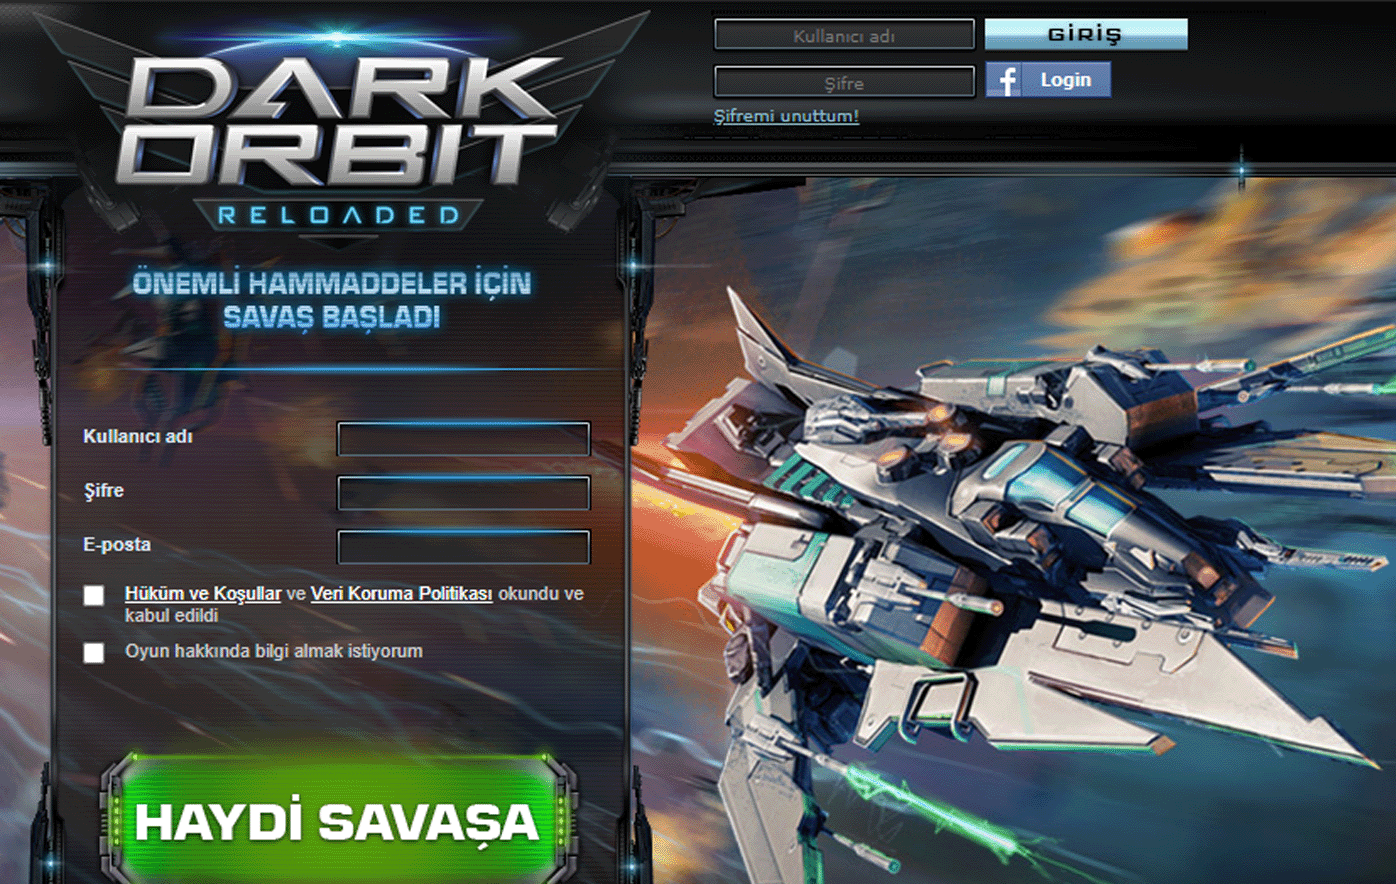 DARK
ORBIT
RELOADED
Kullanıcı adı
GİRİŞ
Şifre
f Login
Şifremi unuttum!
ÖNEMLİ HAMMADDELER İÇİN
SAVAŞ BAŞLADI
Kullanıcı adı
Şifre
E-posta
Hüküm ve Koşullar ve Veri Koruma Politikası okundu ve
kabul edildi
Oyun hakkında bilgi almak istiyorum
HAYDİ SAVAŞA